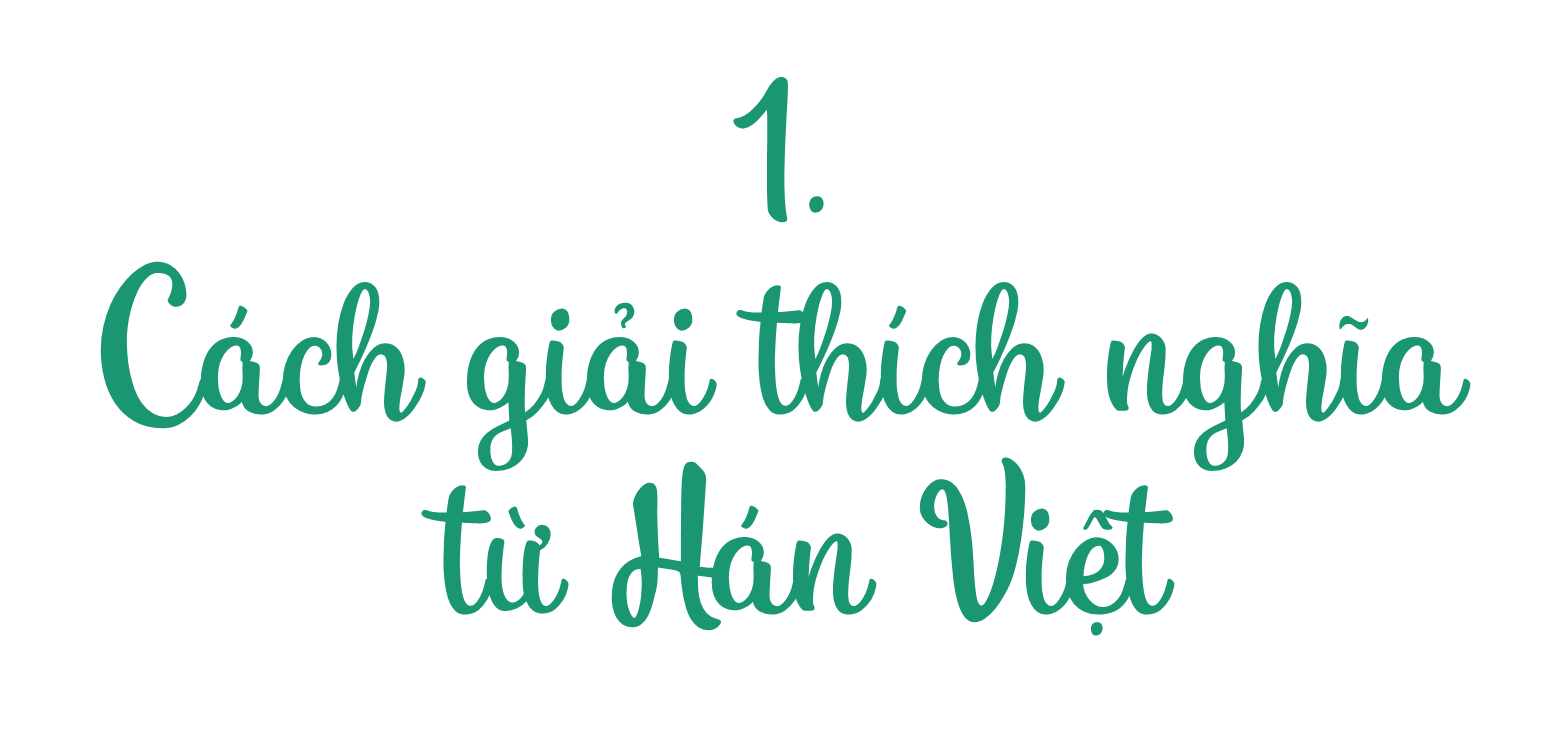 1.
Cách giải thích nghĩa
từ Hán Việt